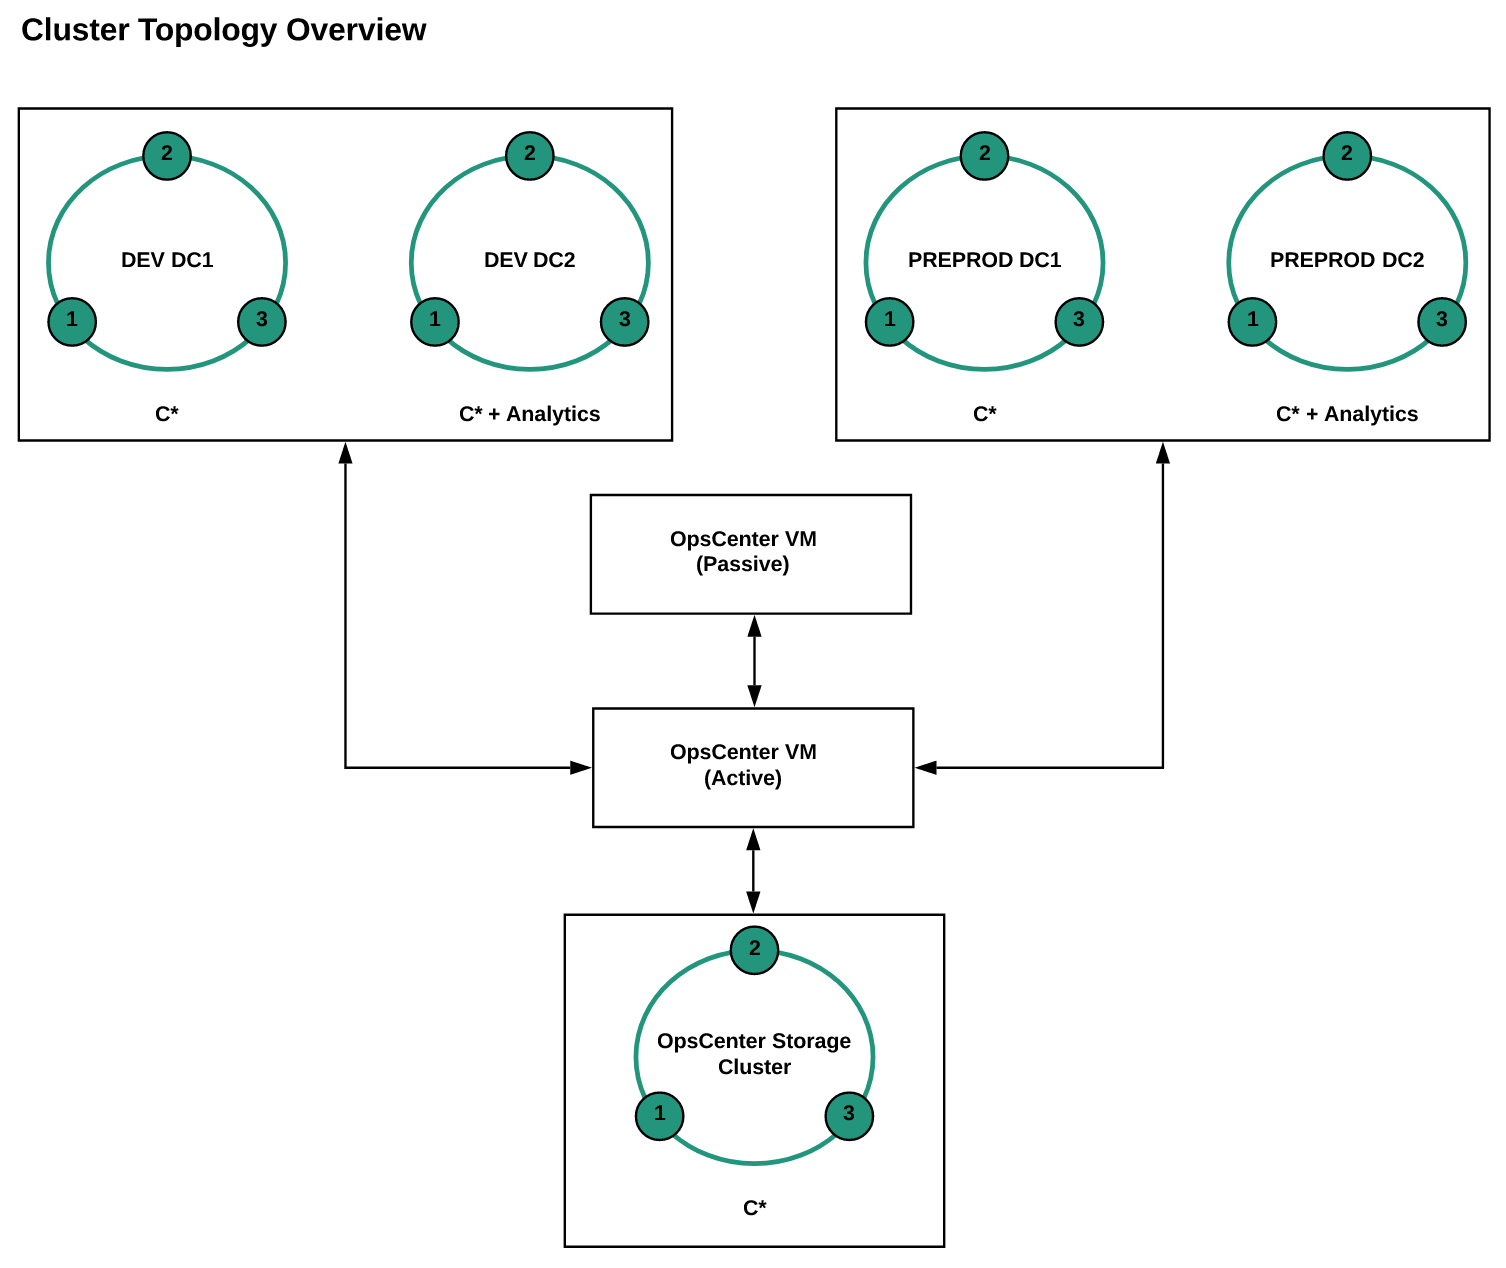 Cluster Topology Overview
2
DEV DC1
1
3
C*
2
DEV DC2
1
3
C* + Analytics
2
PREPROD DC1
1
3
C*
2
PREPROD DC2
1
3
C* + Analytics
OpsCenter VM
(Passive)
OpsCenter VM
(Active)
2
OpsCenter Storage
Cluster
1
3
C*